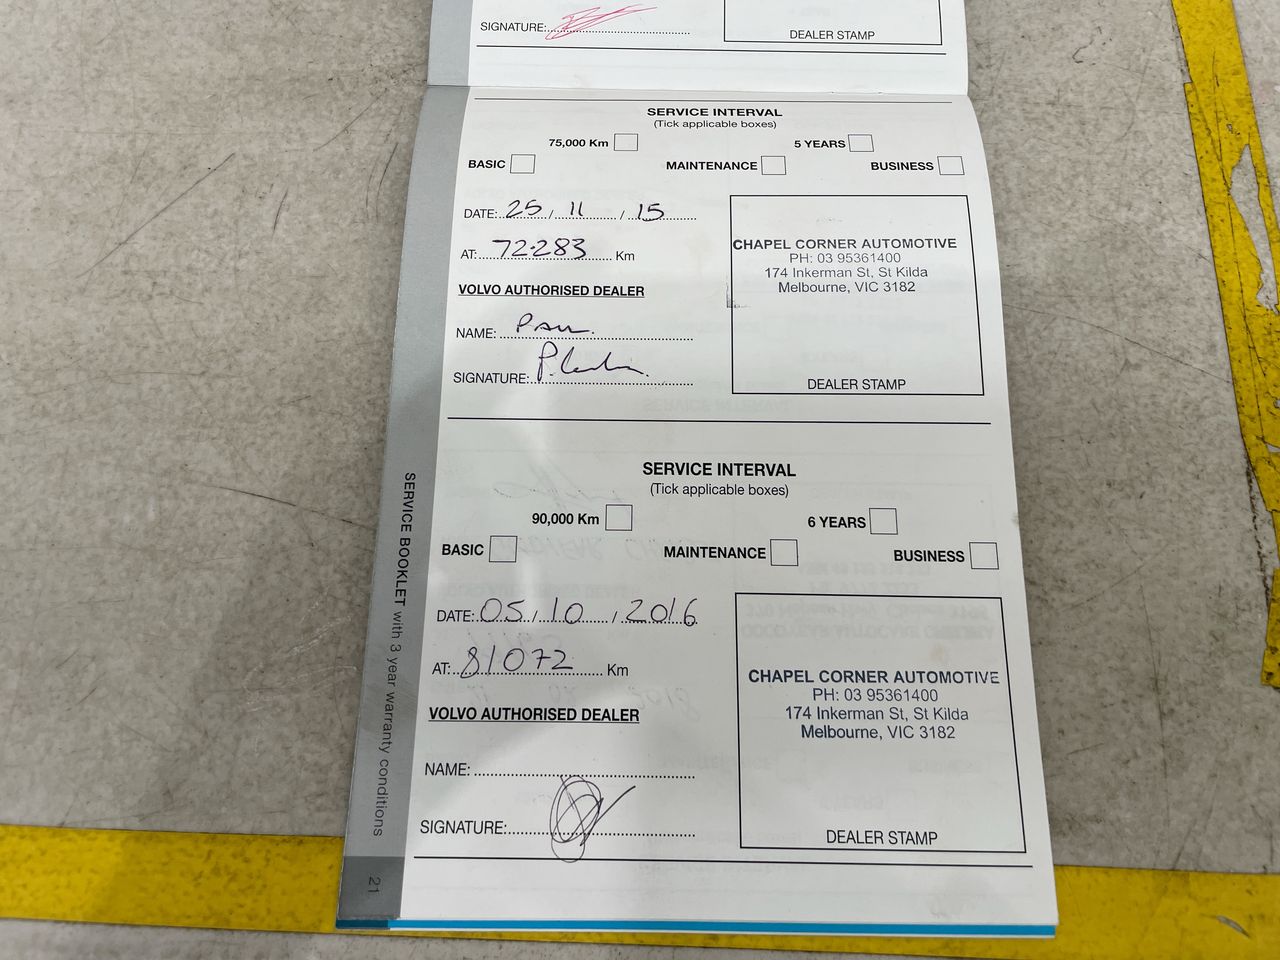 SIGNATURE:
DEALER STAMP
SERVICE INTERVAL
(Tick applicable boxes)
75,000 Km 5 YEARS
BASIC MAINTENANCE BUSINESS
DATE: 25 / 11 / 15
AT: 72.283 Km
VOLVO AUTHORISED DEALER
NAME: Paul
SIGNATURE:
CHAPEL CORNER AUTOMOTIVE
PH: 03 95361400
174 Inkerman St, St Kilda
Melbourne, VIC 3182
DEALER STAMP
SERVICE INTERVAL
(Tick applicable boxes)
90,000 Km 6 YEARS
BASIC MAINTENANCE BUSINESS
DATE: 05 / 10 / 2016
AT: 81072 Km
VOLVO AUTHORISED DEALER
NAME:
SIGNATURE:
CHAPEL CORNER AUTOMOTIVE
PH: 03 95361400
174 Inkerman St, St Kilda
Melbourne, VIC 3182
DEALER STAMP
SERVICE BOOKLET with 3 year warranty conditions
21